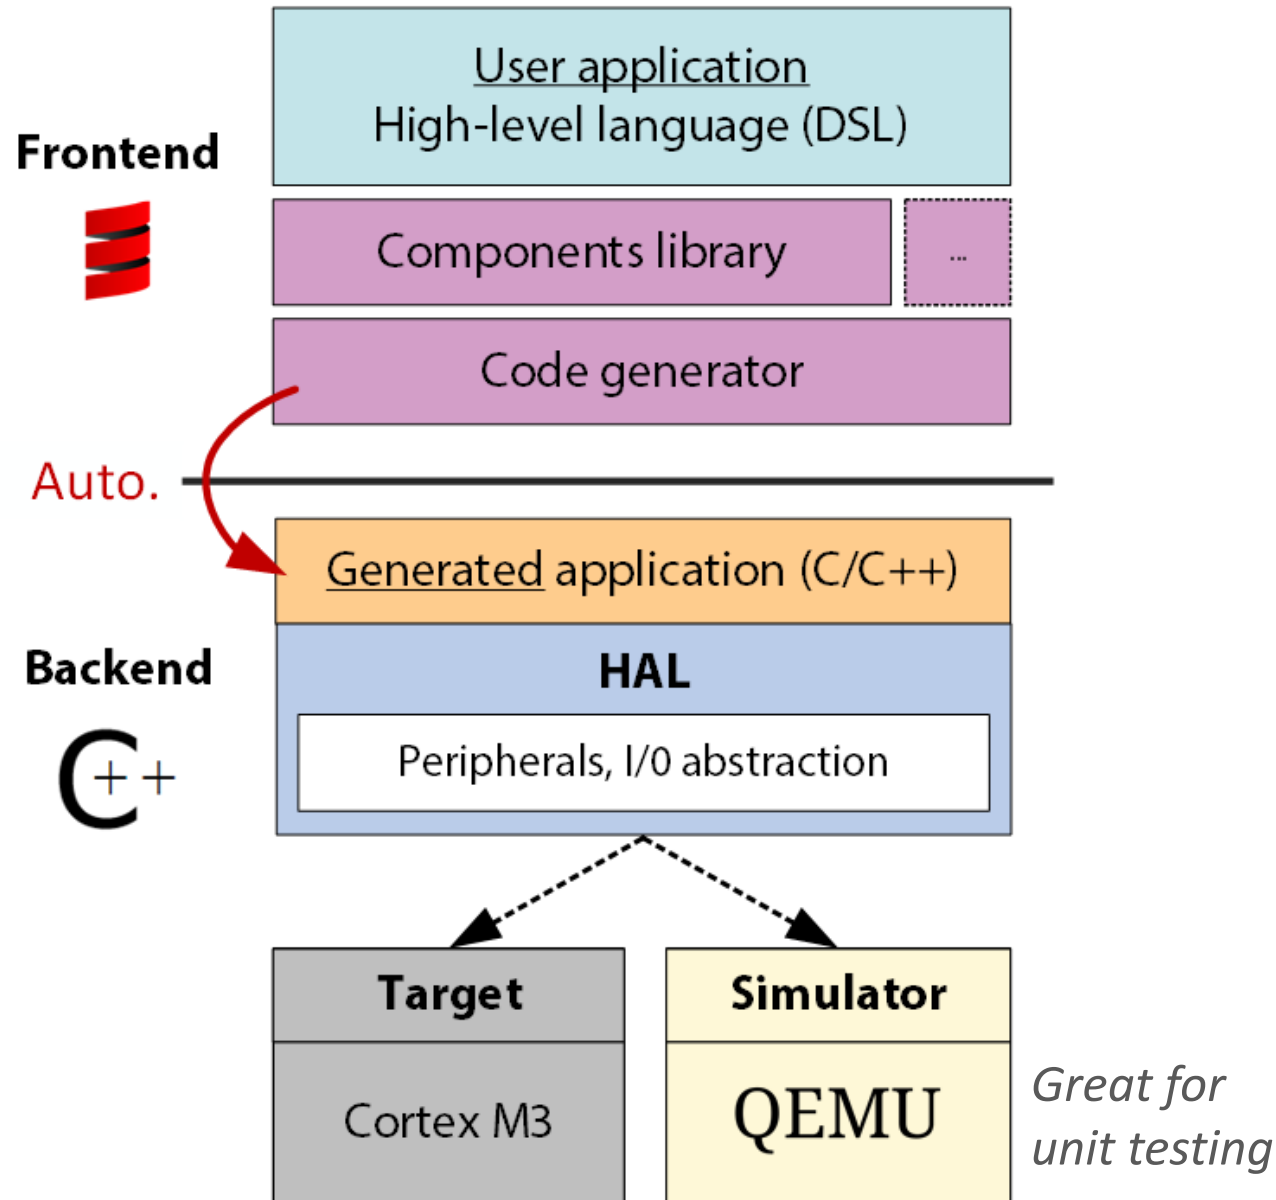 User application
High-level language (DSL)
Frontend
Components library
...
Code generator
Auto.
Generated application (C/C++)
Backend
HAL
C++
Peripherals, I/0 abstraction
Target
Simulator
Cortex M3
QEMU
Great for
unit testing